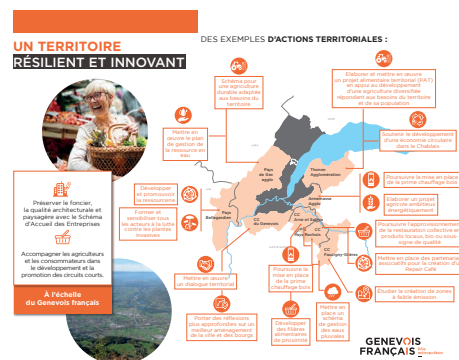 UN TERRITOIRE
RÉSILIENT ET INNOVANT
DES EXEMPLES D'ACTIONS TERRITORIALES :
Schéma pour
une agriculture
durable adaptée
aux besoins du
territoire
Elaborer et mettre en œuvre
un projet alimentaire territorial (PAT)
en appui au développement
d'une agriculture diversifiée
répondant aux besoins du territoire
et de sa population
Mettre en
œuvre le plan
de gestion de
la ressource en
eau
Soutenir le développement
d'une économie circulaire
dans le Chablais
Développer
et promouvoir
la ressourcerie
Former et
sensibiliser tous
les acteurs à la lutte
contre les plantes
invasives
Pays
de Gex
agglo
Thonon
Agglomération
Annemasse
Agglo
Pays
Bellegardien
CC
du Genevois
CC
Arve et Salève
CC
Pays Rochois
CC
Faucigny-Glières
Poursuivre la mise en place
de la prime chauffage bois
Elaborer un projet
agricole ambitieux
énergétiquement
Poursuivre l'approvisionnement
de la restauration collective en
produits locaux, bio ou sous-
signe de qualité
Mettre en place des partenariats
associatifs pour la création du
Repair Café
Étudier la création de zones
à faible émission
Préserver le foncier,
la qualité architecturale et
paysagère avec le Schéma
d'Accueil des Entreprises
Accompagner les agriculteurs
et les consommateurs dans
le développement et la
promotion des circuits courts.
À l'échelle
du Genevois français
Mettre en œuvre
un dialogue territorial
Porter des réflexions
plus approfondies sur un
meilleur aménagement
de la ville et des bourgs
Poursuivre la
mise en place
de la prime
chauffage bois
Développer
des filières
alimentaires
de proximité
Mettre en
place un
schéma
de gestion
des eaux
pluviales
GENEVOIS
FRANÇAIS